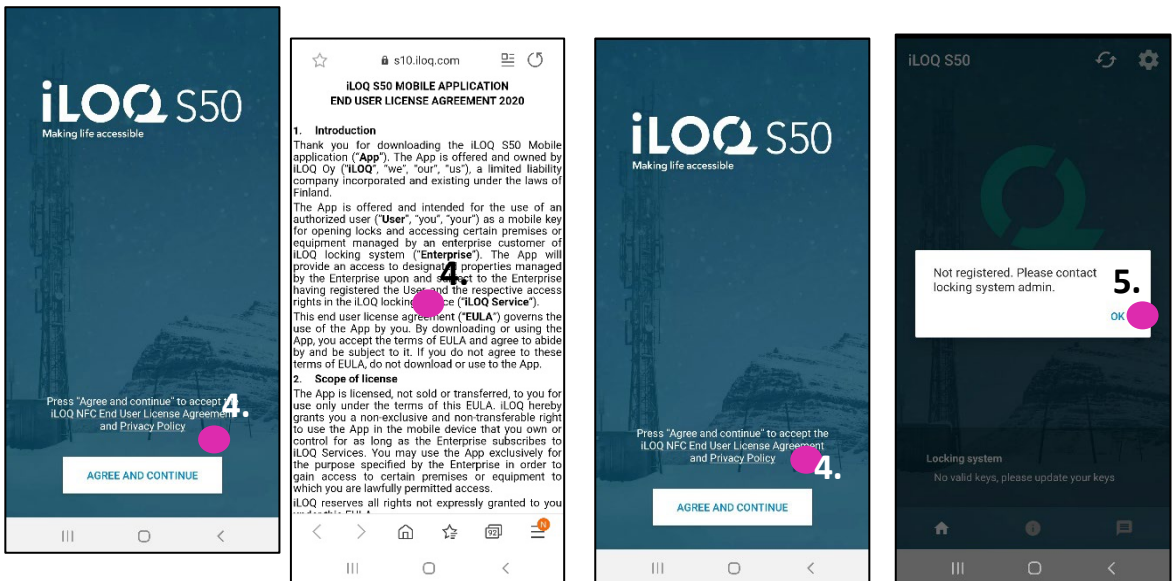 iLOQ S50
Making life accessible
Press "Agree and continue" to accept the
iLOQ NFC End User License Agreement
and Privacy Policy
4.
AGREE AND CONTINUE
s10.iloq.com
iLOQ S50 MOBILE APPLICATION
END USER LICENSE AGREEMENT 2020
1. Introduction
Thank you for downloading the iLOQ S50 Mobile
application ("App"). The App is offered and owned by
iLOQ Oy ("iLOQ", "we", "our", "us"), a limited liability
company incorporated and existing under the laws of
Finland.
The App is offered and intended for the use of an
authorized user ("User", "you", "your") as a mobile key
for opening locks and accessing certain premises or
equipment managed by an enterprise customer of
iLOQ locking system ("Enterprise"). The App will
provide an access to designated properties managed
by the Enterprise upon and subject to the Enterprise
having registered the User and the respective access
rights in the iLOQ locking service ("iLOQ Service").
4.
This end user license agreement ("EULA") governs the
use of the App by you. By downloading or using the
App, you accept the terms of EULA and agree to abide
by and be subject to it. If you do not agree to these
terms of EULA, do not download or use to the App.
2. Scope of license
The App is licensed, not sold or transferred, to you for
use only under the terms of this EULA. iLOQ hereby
grants you a non-exclusive and non-transferable right
to use the App in the mobile device that you own or
control for as long as the Enterprise subscribes to
iLOQ Services. You may use the App exclusively for
the purpose specified by the Enterprise in order to
gain access to certain premises or equipment to
which you are lawfully permitted access.
iLOQ reserves all rights not expressly granted to you
under this EULA
92
N
iLOQ S50
Making life accessible
Press "Agree and continue" to accept the
iLOQ NFC End User License Agreement
and Privacy Policy
4.
AGREE AND CONTINUE
iLOQ S50
Not registered. Please contact
locking system admin.
5.
OK
Locking system
No valid keys, please update your keys